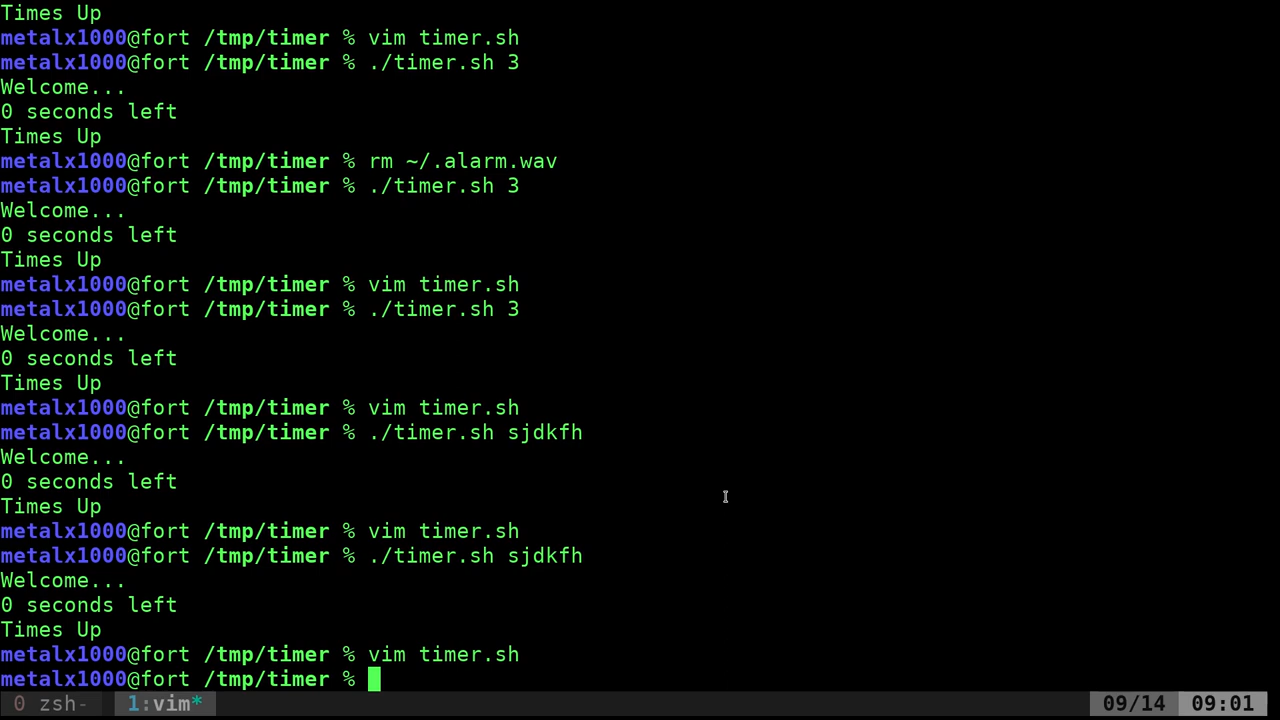 Times Up
metalx1000@fort /tmp/timer % vim timer.sh
metalx1000@fort /tmp/timer % ./timer.sh 3
Welcome...
0 seconds left
Times Up
metalx1000@fort /tmp/timer % rm ~/.alarm.wav
metalx1000@fort /tmp/timer % ./timer.sh 3
Welcome...
0 seconds left
Times Up
metalx1000@fort /tmp/timer % vim timer.sh
metalx1000@fort /tmp/timer % ./timer.sh 3
Welcome...
0 seconds left
Times Up
metalx1000@fort /tmp/timer % vim timer.sh
metalx1000@fort /tmp/timer % ./timer.sh sjdkfh
Welcome...
0 seconds left
Times Up
metalx1000@fort /tmp/timer % vim timer.sh
metalx1000@fort /tmp/timer % ./timer.sh sjdkfh
Welcome...
0 seconds left
Times Up
metalx1000@fort /tmp/timer % vim timer.sh
metalx1000@fort /tmp/timer %
0 zsh- 1:vim* 09/14 09:01